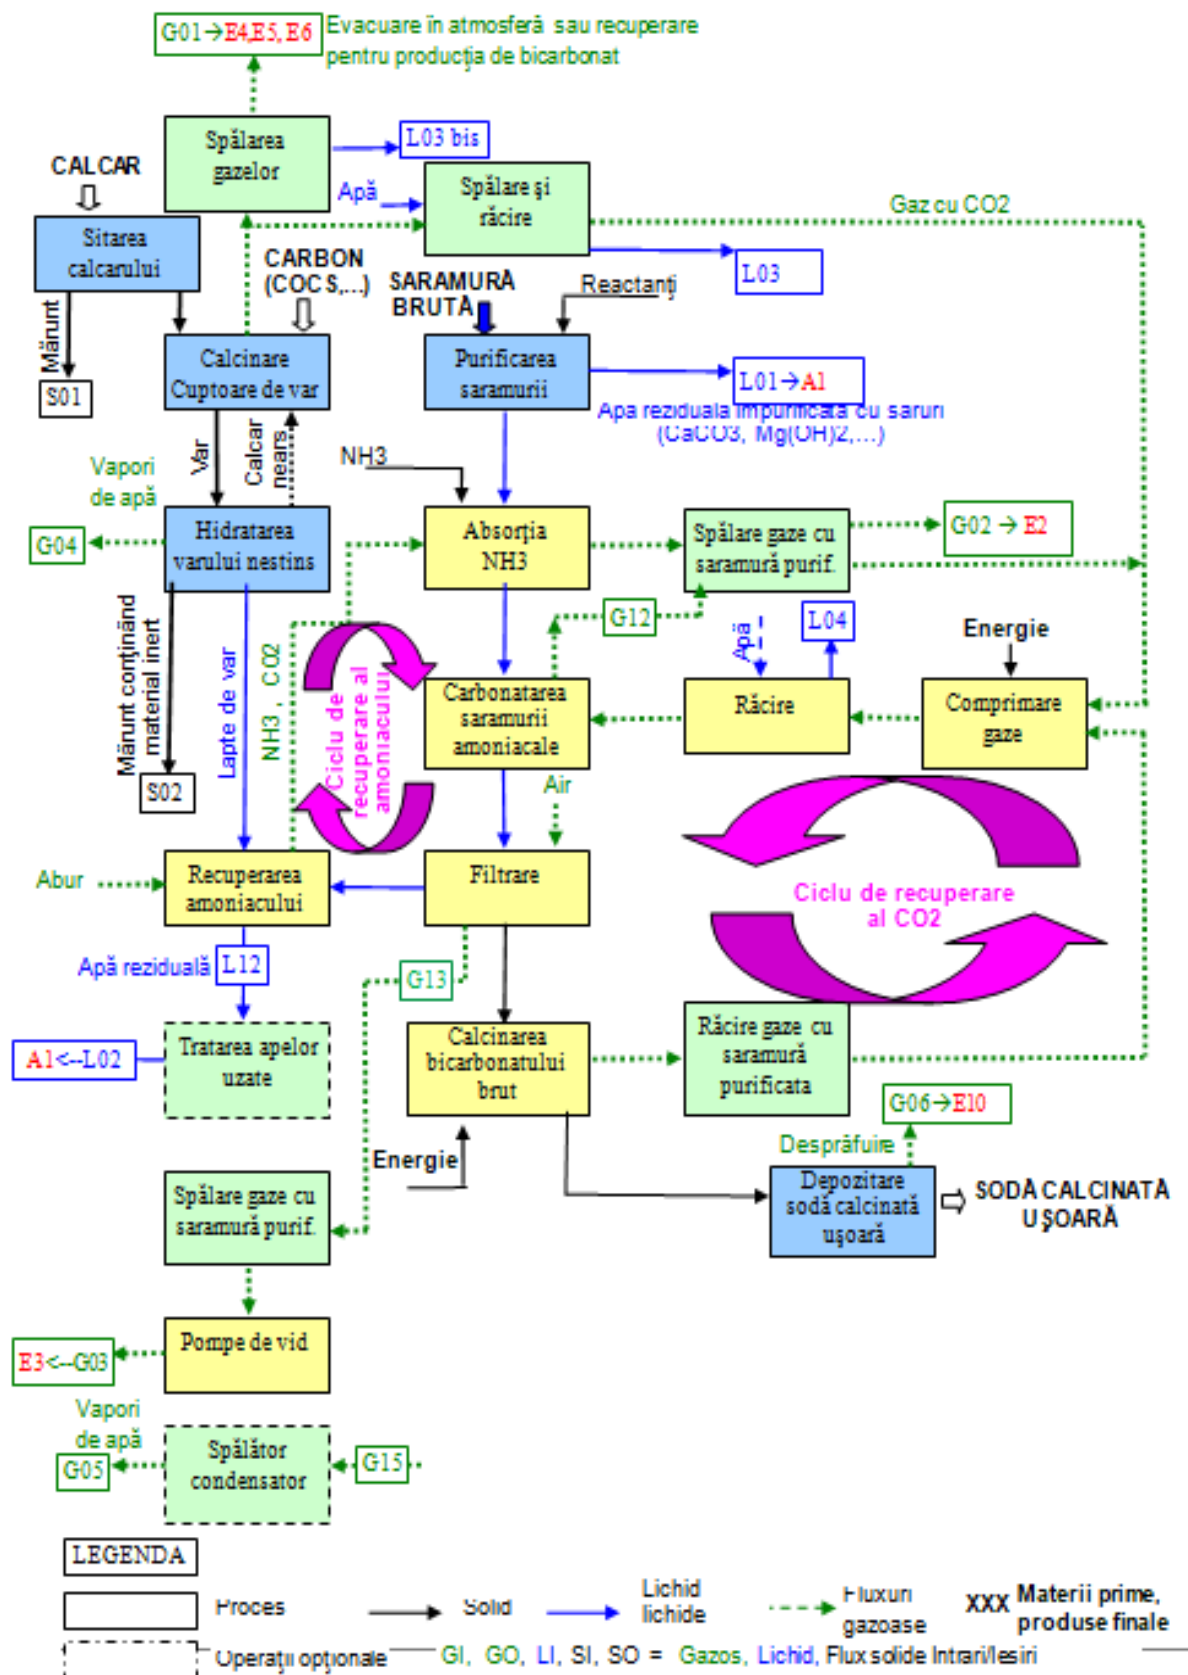 G01→E4,E5, E6
Evacuare în atmosferă sau recuperare
pentru producția de bicarbonat
Spălarea
gazelor
L03 bis
CALCAR
Apă
Spălare şi
răcire
Gaz cu CO2
Sitarea
calcarului
CARBON
(COCS,...)
SARAMURĂ
BRUTĂ
Reactanți
L03
Mărunt
S01
Calcinare
Cuptoare de var
Purificarea
saramurii
L01→A1
Apa reziduala impurificata cu saruri
(CaCO3, Mg(OH)2,...)
Var
Calcar
nears
NH3
Vapori
de apă
G04
Hidratarea
varului nestins
Absorția
NH3
Spălare gaze cu
saramură purif.
G02 → E2
G12
L04
Apă
Energie
Mărunt conținând
material inert
S02
Lapte de var
NH3 , CO2
Ciclu de
recuperare al
amoniacului
Carbonatarea
saramurii
amoniacale
Răcire
Comprimare
gaze
Air
Abur
Recuperarea
amoniacului
Filtrare
Ciclu de recuperare
al CO2
Apă reziduală
L12
G13
A1<--L02
Tratarea apelor
uzate
Calcinarea
bicarbonatului
brut
Răcire gaze cu
saramură
purificata
G06→E10
Desprăfuire
Energie
Spălare gaze cu
saramură purif.
Depozitare
sodă calcinată
uşoară
SODĂ CALCINATĂ
UŞOARĂ
E3<--G03
Pompe de vid
Vapori
de apă
G05
Spălător
condensator
G15
LEGENDA
Proces
Solid
Lichid
lichide
Fluxuri
gazoase
XXX Materii prime,
produse finale
Operații opționale
GI, GO, LI, SI, SO = Gazos, Lichid, Flux solide Intrari/Iesiri